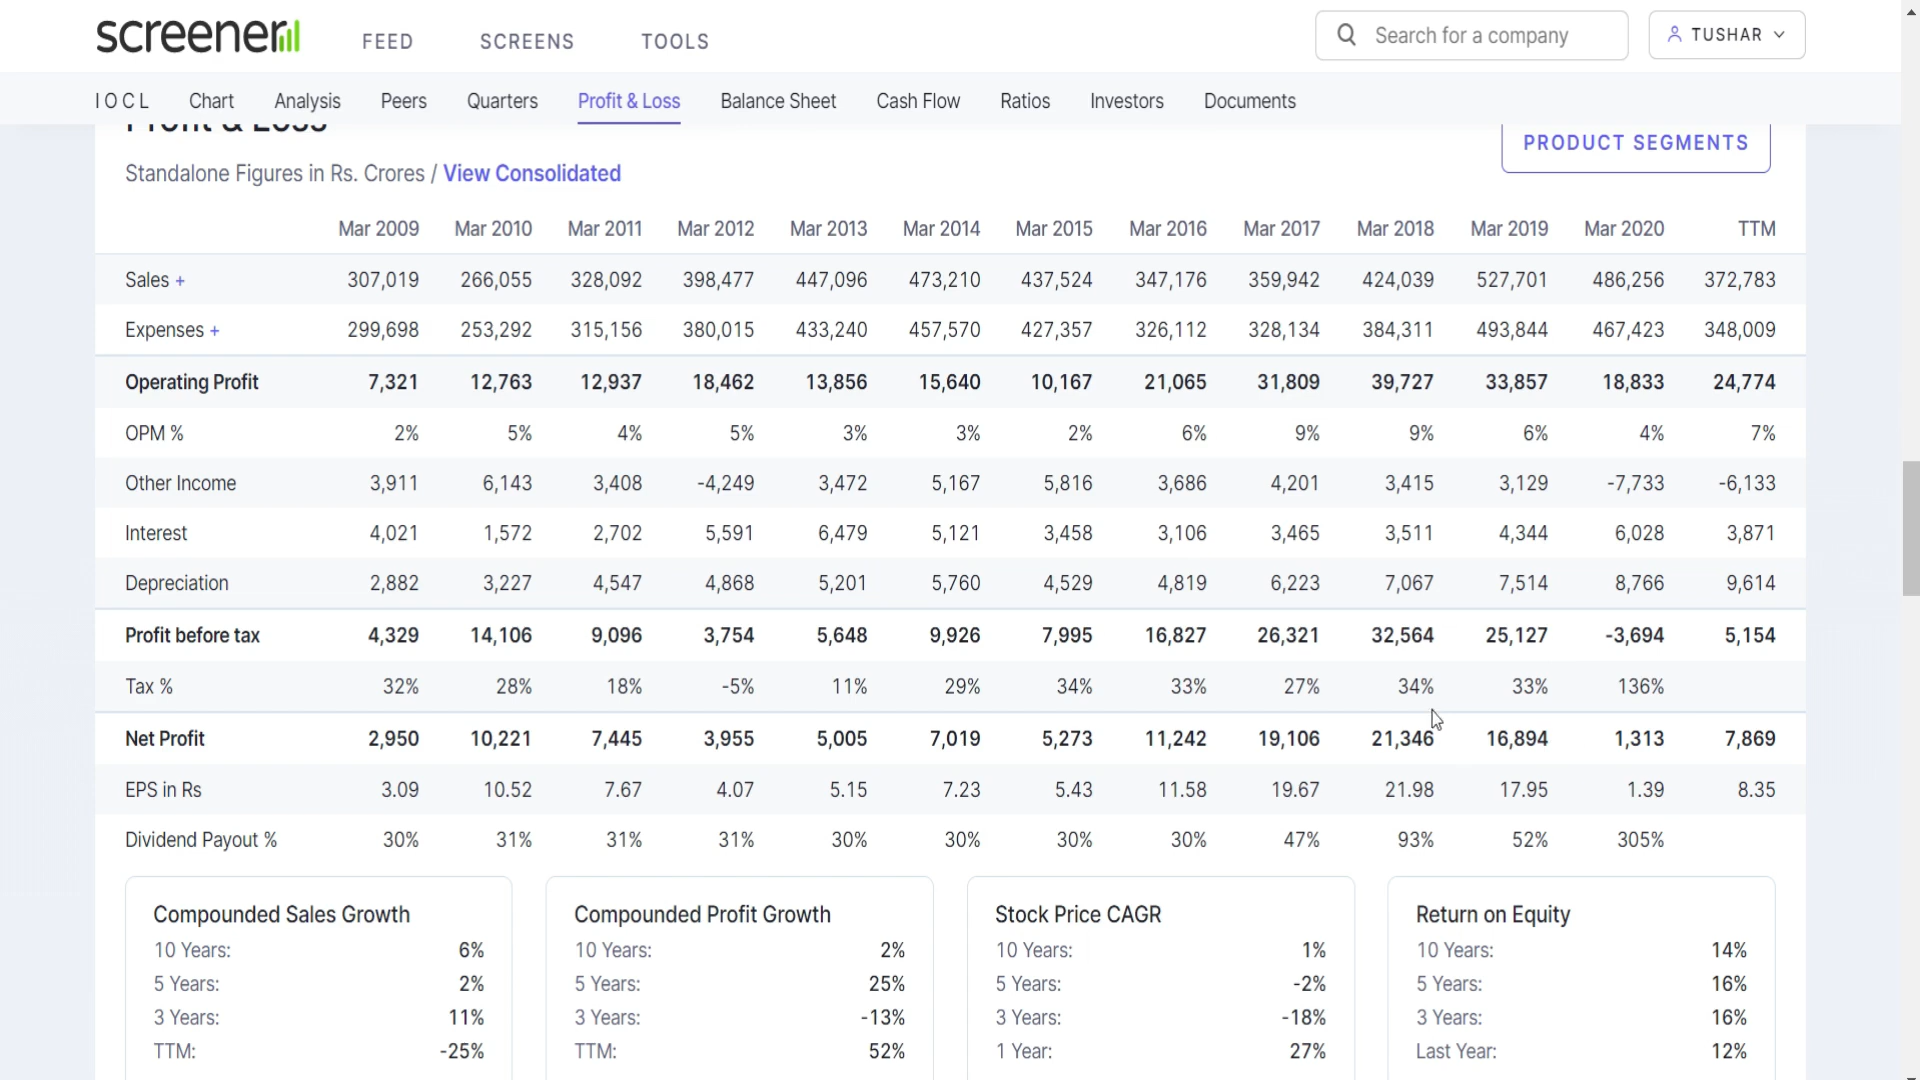 screener
FEED SCREENS TOOLS
Search for a company
TUSHAR
I O C L Chart Analysis Peers Quarters Profit & Loss Balance Sheet Cash Flow Ratios Investors Documents
Profit & Loss
PRODUCT SEGMENTS
Standalone Figures in Rs. Crores / View Consolidated
Mar 2009 Mar 2010 Mar 2011 Mar 2012 Mar 2013 Mar 2014 Mar 2015 Mar 2016 Mar 2017 Mar 2018 Mar 2019 Mar 2020 TTM
Sales + 307,019 266,055 328,092 398,477 447,096 473,210 437,524 347,176 359,942 424,039 527,701 486,256 372,783
Expenses + 299,698 253,292 315,156 380,015 433,240 457,570 427,357 326,112 328,134 384,311 493,844 467,423 348,009
Operating Profit 7,321 12,763 12,937 18,462 13,856 15,640 10,167 21,065 31,809 39,727 33,857 18,833 24,774
OPM % 2% 5% 4% 5% 3% 3% 2% 6% 9% 9% 6% 4% 7%
Other Income 3,911 6,143 3,408 -4,249 3,472 5,167 5,816 3,686 4,201 3,415 3,129 -7,733 -6,133
Interest 4,021 1,572 2,702 5,591 6,479 5,121 3,458 3,106 3,465 3,511 4,344 6,028 3,871
Depreciation 2,882 3,227 4,547 4,868 5,201 5,760 4,529 4,819 6,223 7,067 7,514 8,766 9,614
Profit before tax 4,329 14,106 9,096 3,754 5,648 9,926 7,995 16,827 26,321 32,564 25,127 -3,694 5,154
Tax % 32% 28% 18% -5% 11% 29% 34% 33% 27% 34% 33% 136%
Net Profit 2,950 10,221 7,445 3,955 5,005 7,019 5,273 11,242 19,106 21,346 16,894 1,313 7,869
EPS in Rs 3.09 10.52 7.67 4.07 5.15 7.23 5.43 11.58 19.67 21.98 17.95 1.39 8.35
Dividend Payout % 30% 31% 31% 31% 30% 30% 30% 30% 47% 93% 52% 305%
Compounded Sales Growth
10 Years: 6%
5 Years: 2%
3 Years: 11%
TTM: -25%
Compounded Profit Growth
10 Years: 2%
5 Years: 25%
3 Years: -13%
TTM: 52%
Stock Price CAGR
10 Years: 1%
5 Years: -2%
3 Years: -18%
1 Year: 27%
Return on Equity
10 Years: 14%
5 Years: 16%
3 Years: 16%
Last Year: 12%